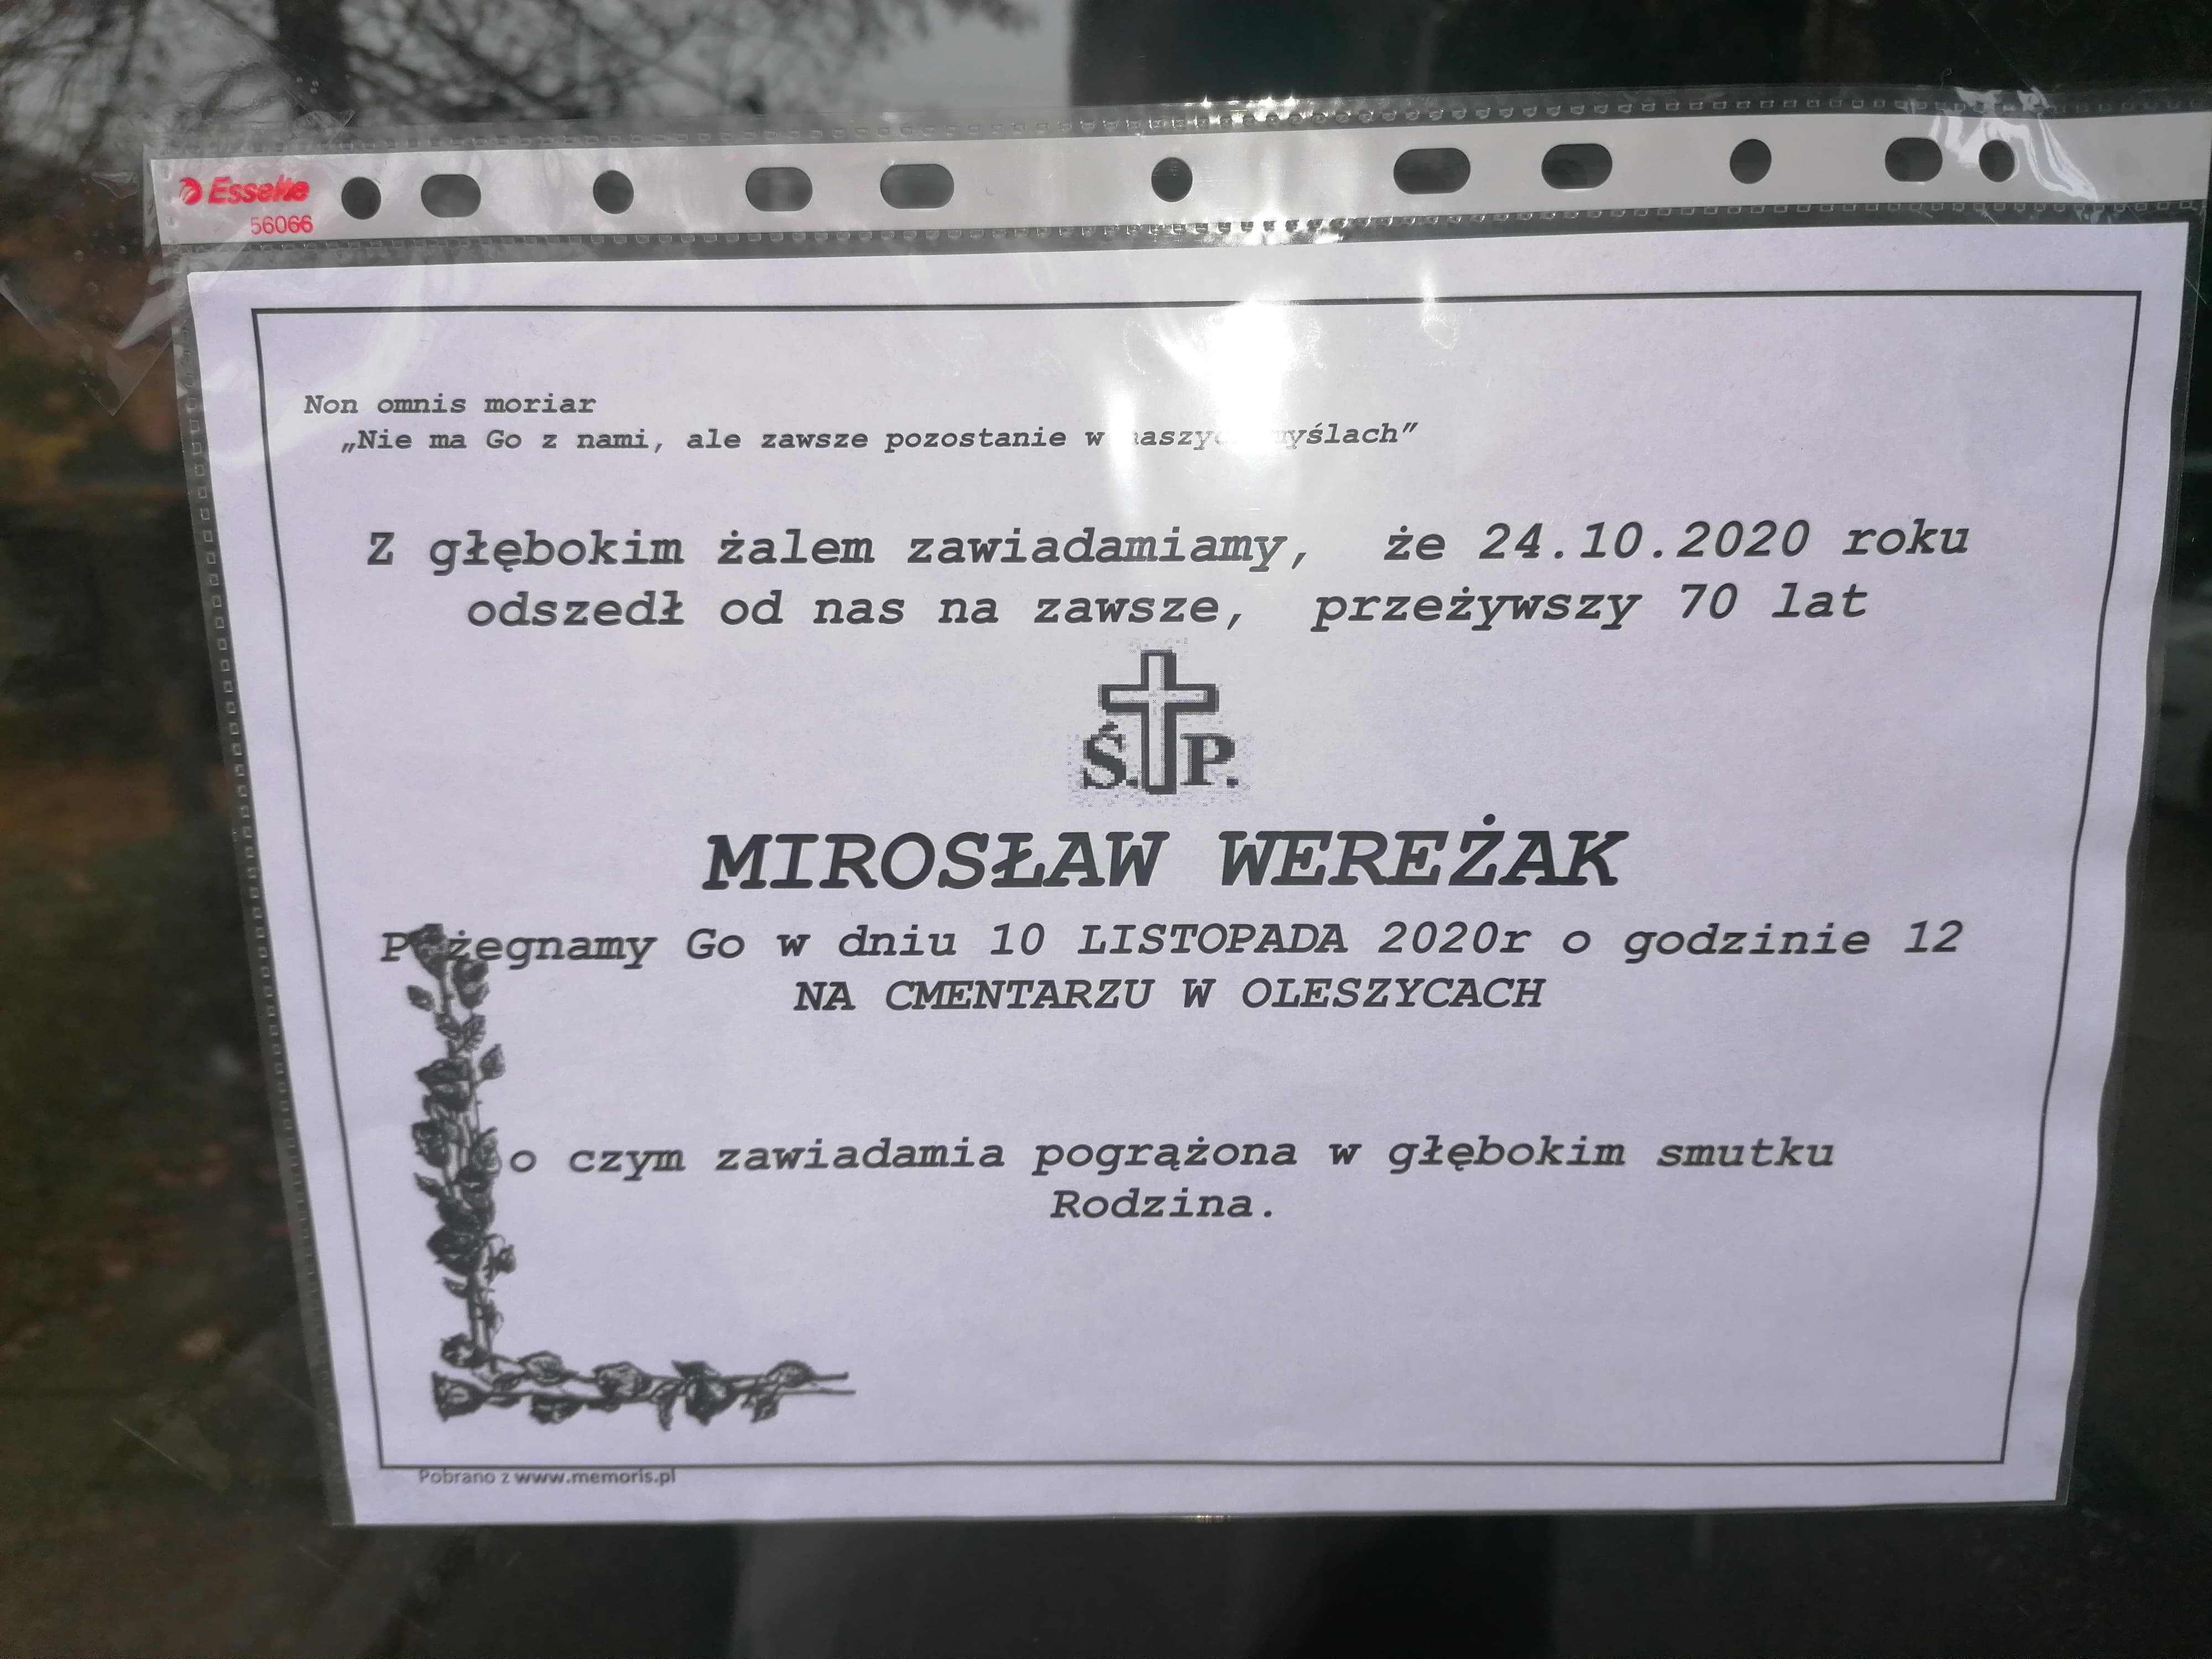 Esselte
56066
Non omnis moriar
„Nie ma Go z nami, ale zawsze pozostanie w naszych myślach”
Z głębokim żalem zawiadamiamy, że 24.10.2020 roku
odszedł od nas na zawsze, przeżywszy 70 lat
Ś. P.
MIROSŁAW WEREŻAK
Pożegnamy Go w dniu 10 LISTOPADA 2020r o godzinie 12
NA CMENTARZU W OLESZYCACH
o czym zawiadamia pogrążona w głębokim smutku
Rodzina.
Pobrano z www.memoris.pl